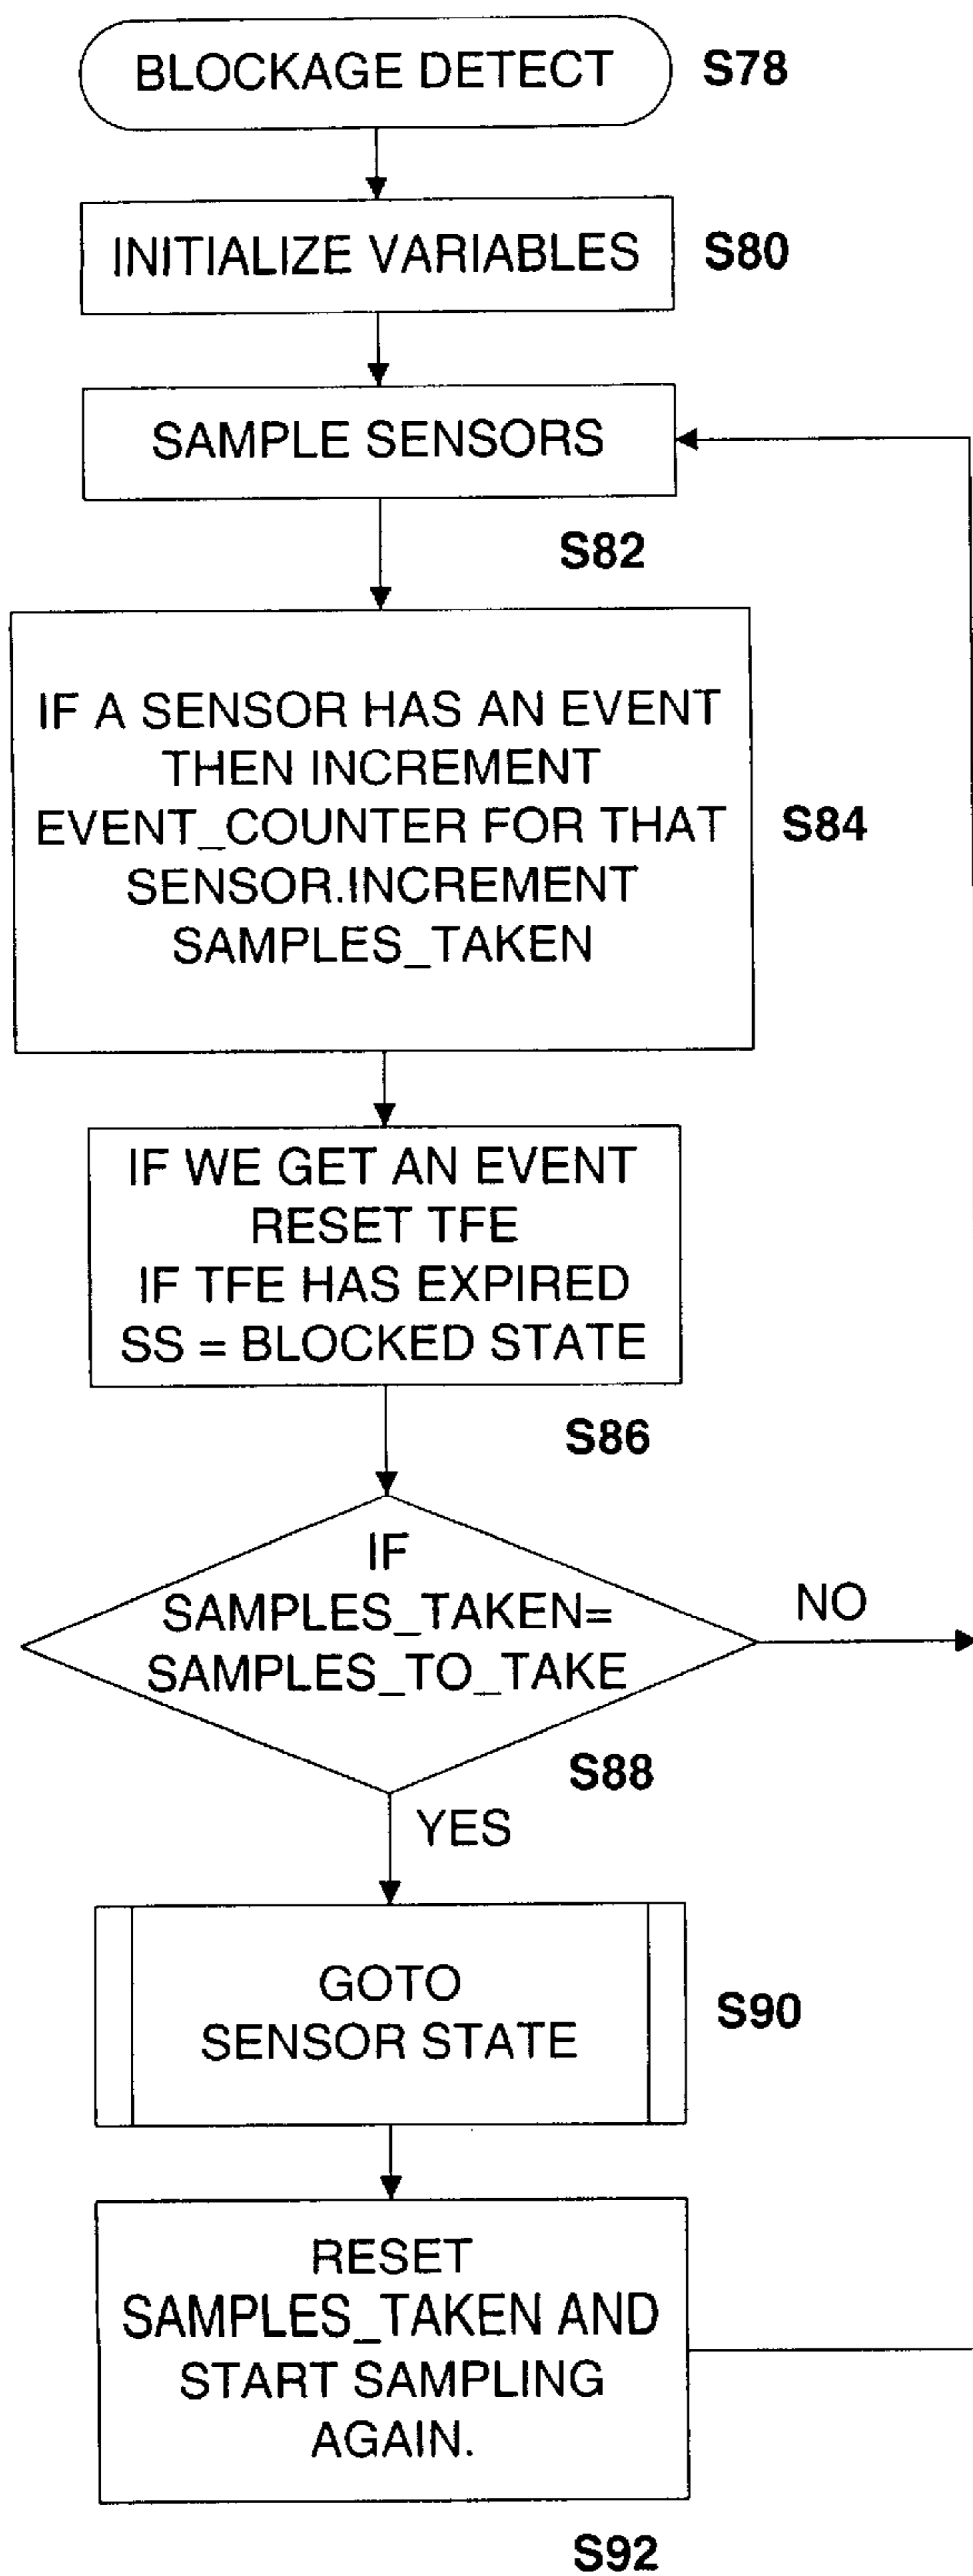 BLOCKAGE DETECT
S78
INITIALIZE VARIABLES
S80
SAMPLE SENSORS
S82
IF A SENSOR HAS AN EVENT
THEN INCREMENT
EVENT_COUNTER FOR THAT
SENSOR.INCREMENT
SAMPLES_TAKEN
S84
IF WE GET AN EVENT
RESET TFE
IF TFE HAS EXPIRED
SS = BLOCKED STATE
S86
IF
SAMPLES_TAKEN=
SAMPLES_TO_TAKE
NO
S88
YES
GOTO
SENSOR STATE
S90
RESET
SAMPLES_TAKEN AND
START SAMPLING
AGAIN.
S92